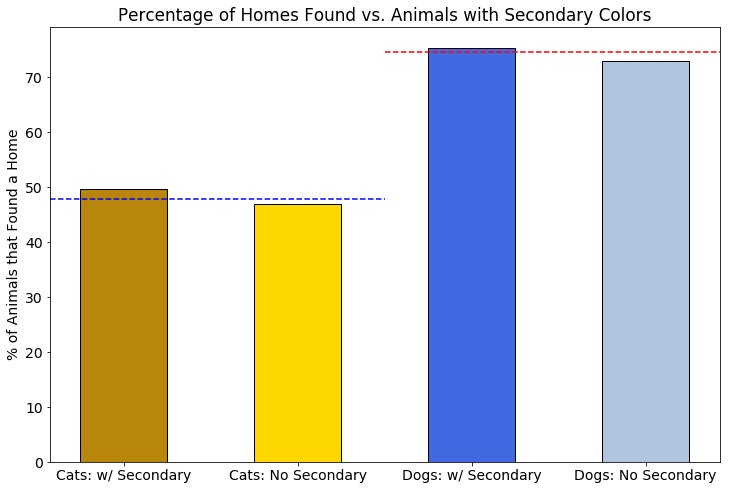 Percentage of Homes Found vs. Animals with Secondary Colors
% of Animals that Found a Home
70
60
50
40
30
20
10
0
Cats: w/ Secondary
Cats: No Secondary
Dogs: w/ Secondary
Dogs: No Secondary